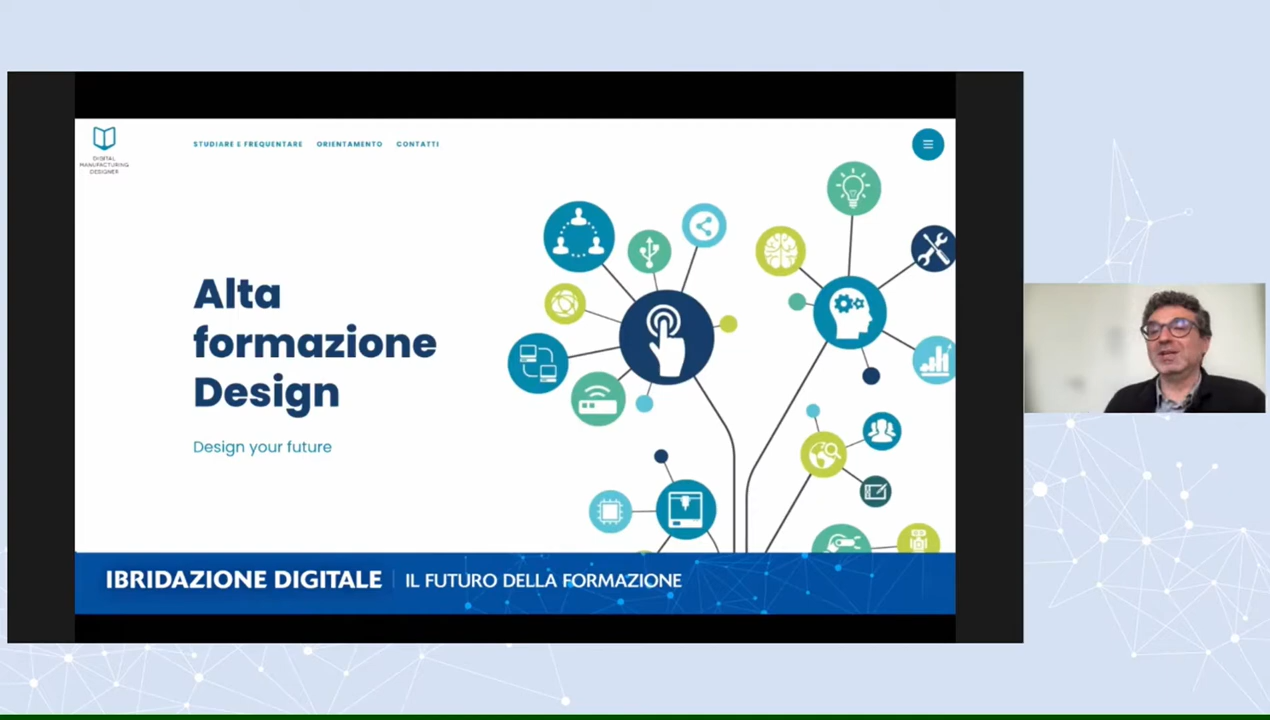 DIGITAL
MANUFACTURING
DESIGNER
STUDIARE E FREQUENTARE ORIENTAMENTO CONTATTI
Alta
formazione
Design
Design your future
IBRIDAZIONE DIGITALE IL FUTURO DELLA FORMAZIONE